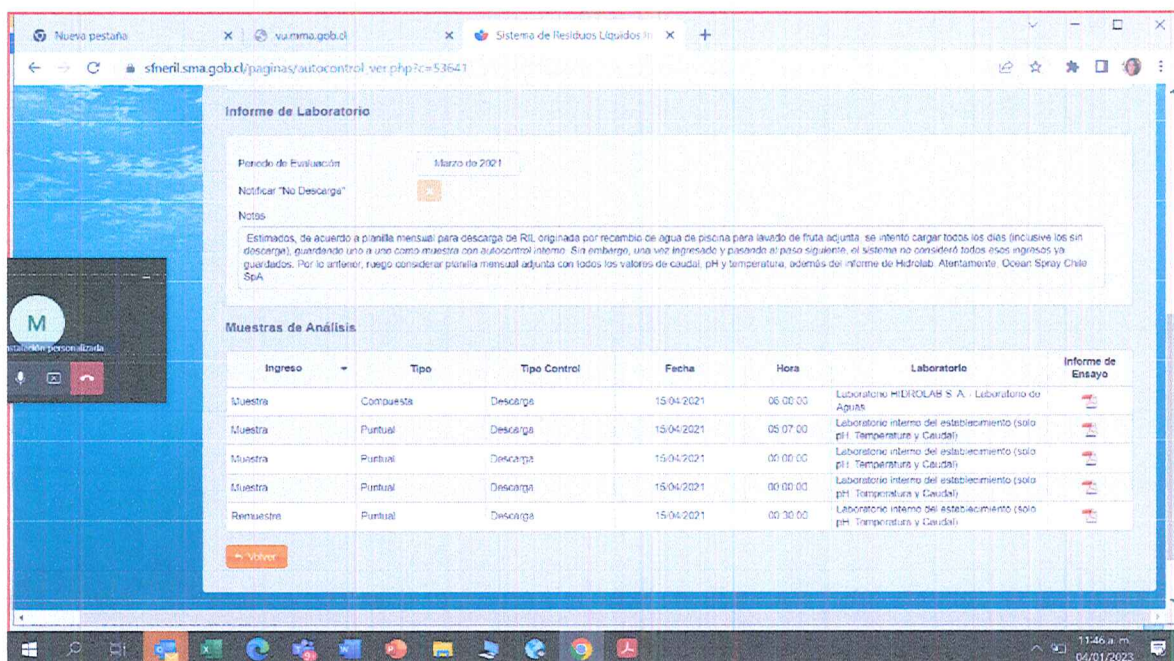 Nueva pestaña
vu.mma.gob.cl
Sistema de Residuos Líquidos In
sfneril.sma.gob.cl/paginas/autocontrol_ver.php?c=53641
Informe de Laboratorio
Periodo de Evaluación Marzo de 2021
Notificar "No Descarga"
Notas
Estimados, de acuerdo a planilla mensual para descarga de RIL originada por recambio de agua de piscina para lavado de fruta adjunta, se intentó cargar todos los días (inclusive los sin
descarga), guardando uno a uno como muestra con autocontrol interno. Sin embargo, una vez ingresado y pasando al paso siguiente, el sistema no consideró todos esos ingresos ya
guardados. Por lo anterior, ruego considerar planilla mensual adjunta con todos los valores de caudal, pH y temperatura, además del informe de Hidrolab. Atentamente, Ocean Spray Chile
SpA
M
personalizada
Muestras de Análisis
Ingreso Tipo Tipo Control Fecha Hora Laboratorio Informe de Ensayo
Muestra Compuesta Descarga 15/04/2021 06:00:00 Laboratorio HIDROLAB S. A. - Laboratorio de
Aguas
Muestra Puntual Descarga 15/04/2021 05:07:00 Laboratorio interno del establecimiento (solo
pH, Temperatura y Caudal)
Muestra Puntual Descarga 15/04/2021 00:00:00 Laboratorio interno del establecimiento (solo
pH, Temperatura y Caudal)
Muestra Puntual Descarga 15/04/2021 00:00:00 Laboratorio interno del establecimiento (solo
pH, Temperatura y Caudal)
Remuestra Puntual Descarga 15/04/2021 00:30:00 Laboratorio interno del establecimiento (solo
pH, Temperatura y Caudal)
Volver
11:46 a. m.
04/01/2023